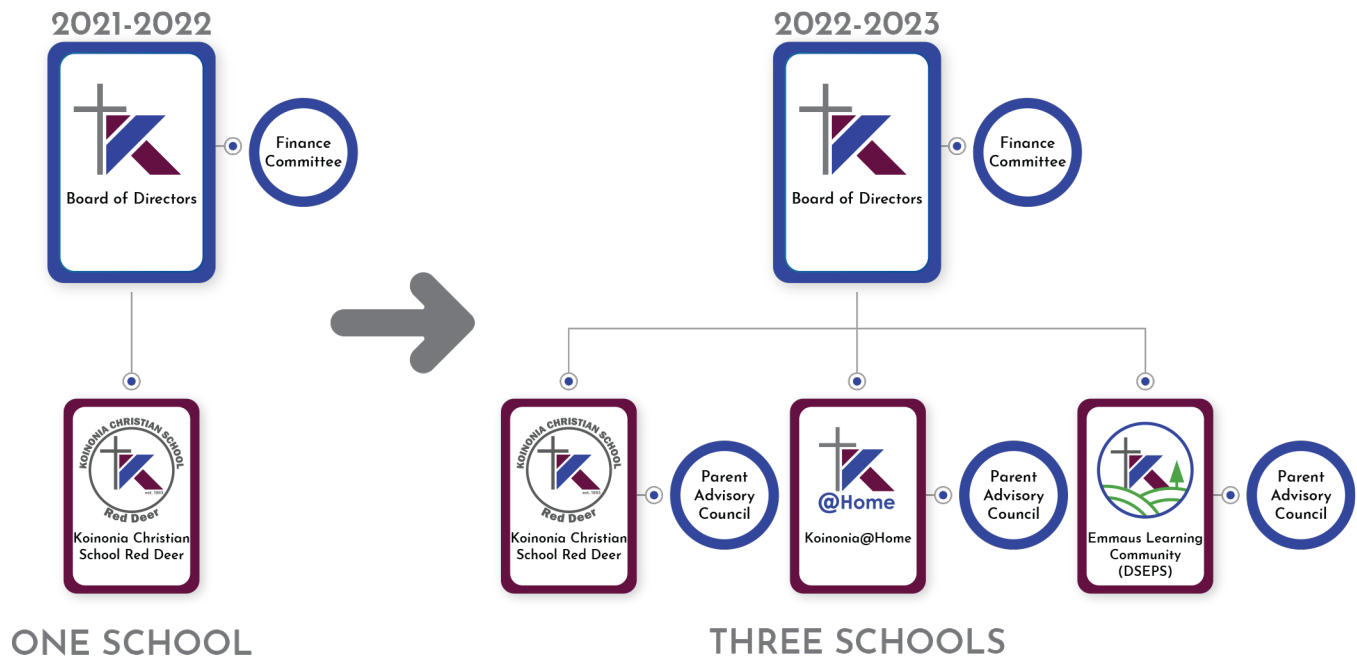 2021-2022
Finance
Committee
Board of Directors
KOINONIA CHRISTIAN SCHOOL
est. 1993
Red Deer
Koinonia Christian
School Red Deer
ONE SCHOOL
2022-2023
Finance
Committee
Board of Directors
KOINONIA CHRISTIAN SCHOOL
Red Deer
Koinonia Christian
School Red Deer
Parent
Advisory
Council
@Home
Koinonia@Home
Parent
Advisory
Council
Emmaus Learning
Community
(DSEPS)
Parent
Advisory
Council
THREE SCHOOLS